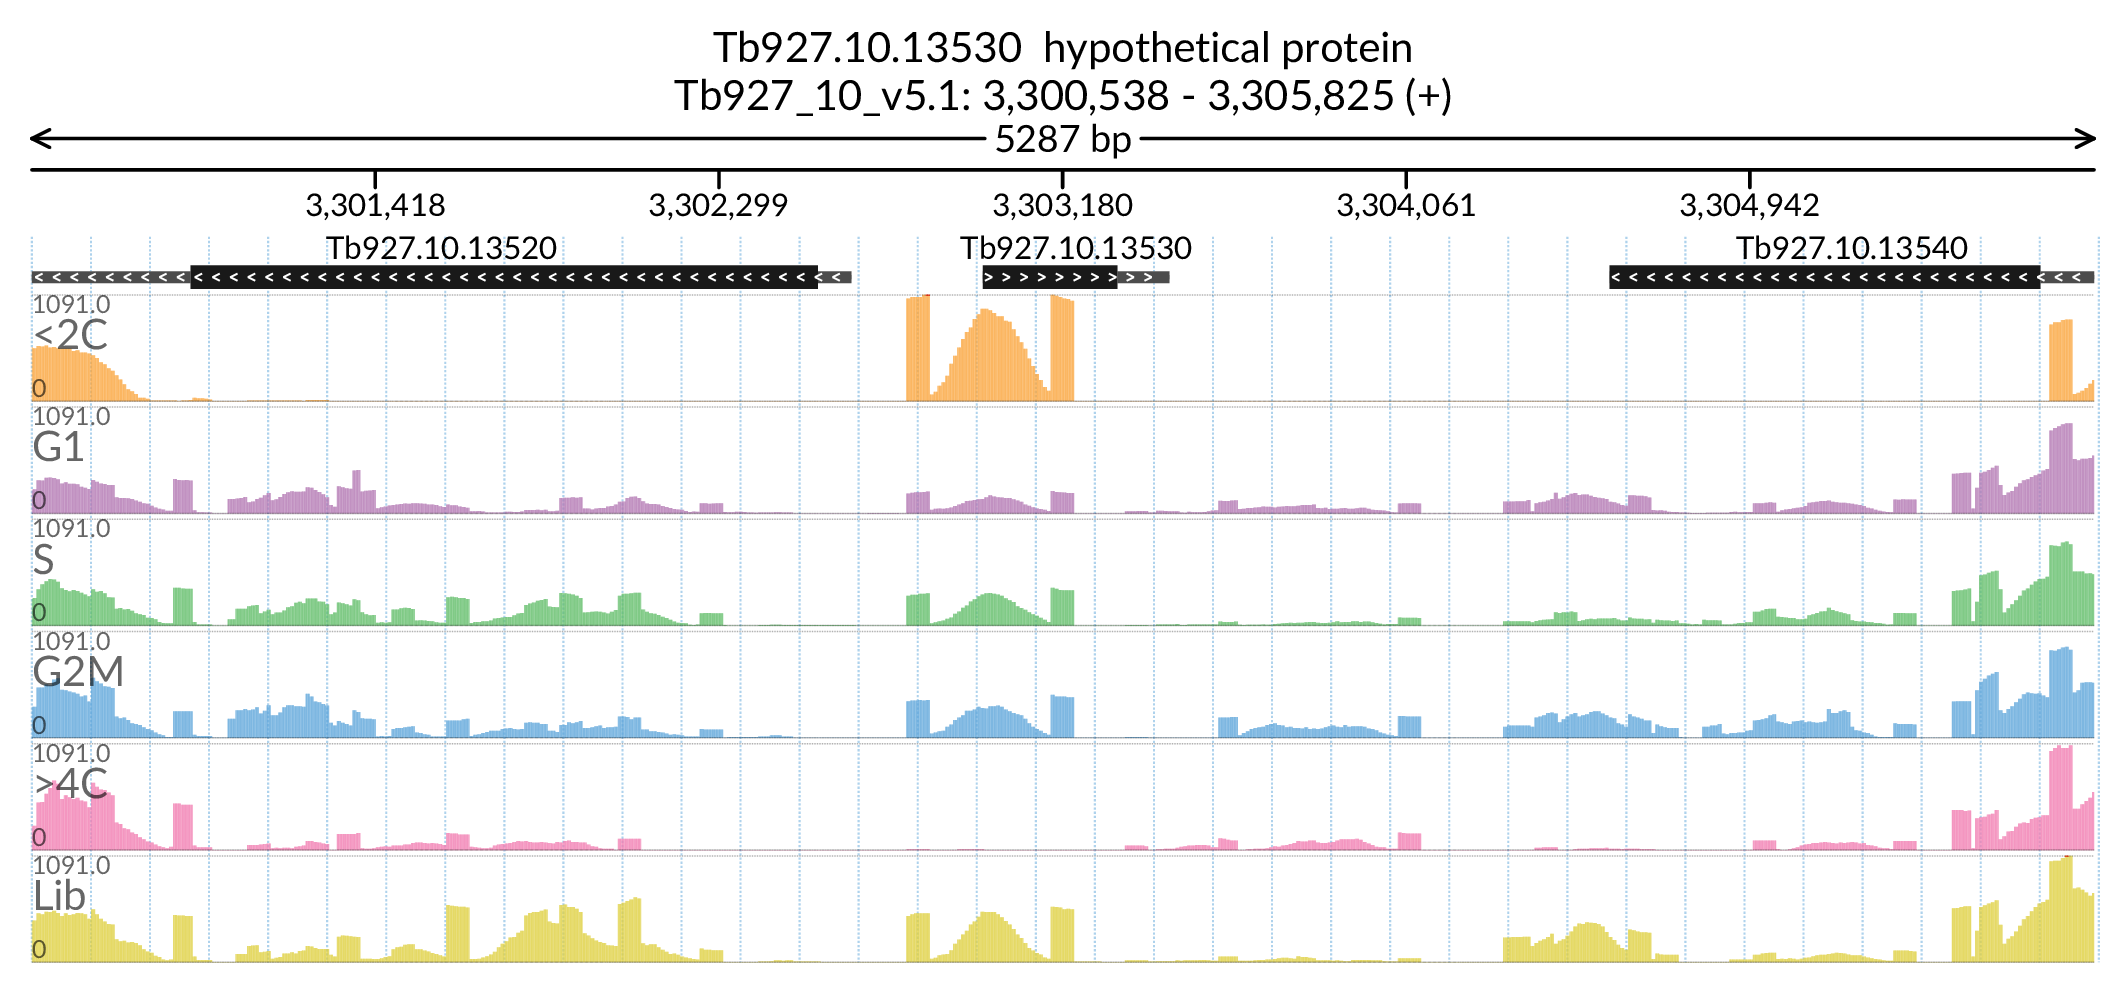 Tb927.10.13530 hypothetical protein
Tb927_10_v5.1: 3,300,538 - 3,305,825 (+)
5287 bp
3,301,418 3,302,299 3,303,180 3,304,061 3,304,942
Tb927.10.13520 Tb927.10.13530 Tb927.10.13540
1091.0
<2C
0
1091.0
G1
0
1091.0
S
0
1091.0
G2M
0
1091.0
>4C
0
1091.0
Lib
0